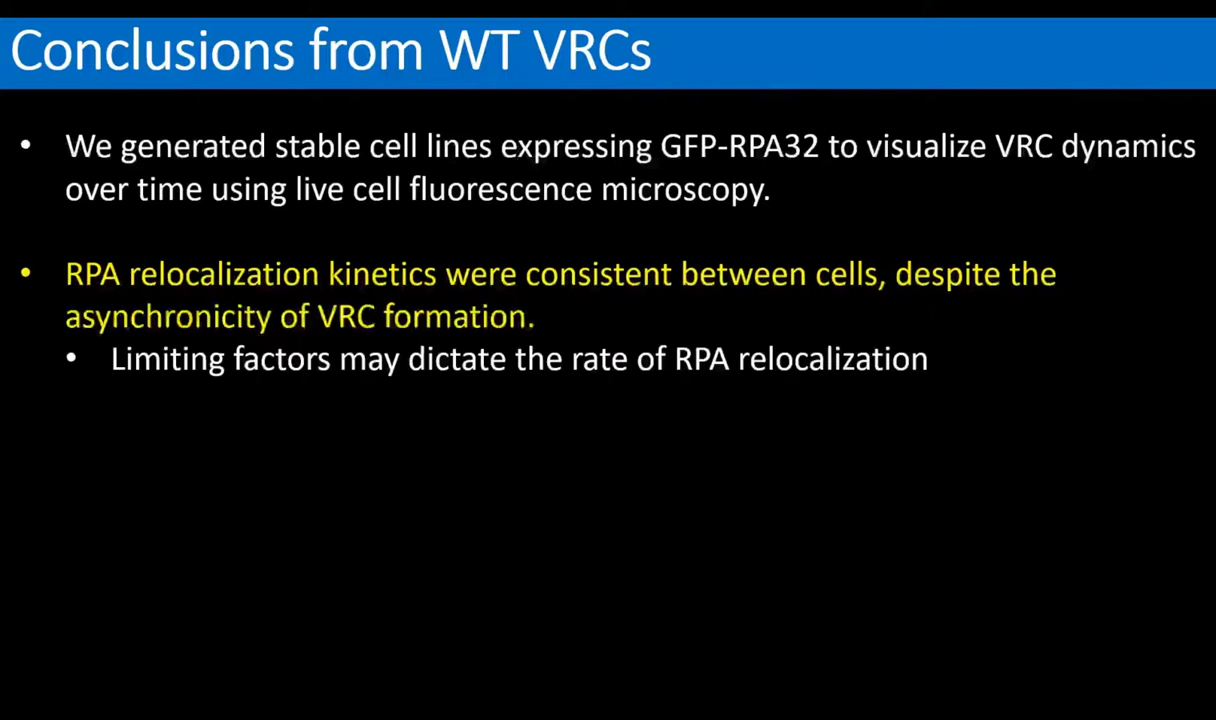 Conclusions from WT VRCs
• We generated stable cell lines expressing GFP-RPA32 to visualize VRC dynamics
over time using live cell fluorescence microscopy.
• RPA relocalization kinetics were consistent between cells, despite the
asynchronicity of VRC formation.
• Limiting factors may dictate the rate of RPA relocalization